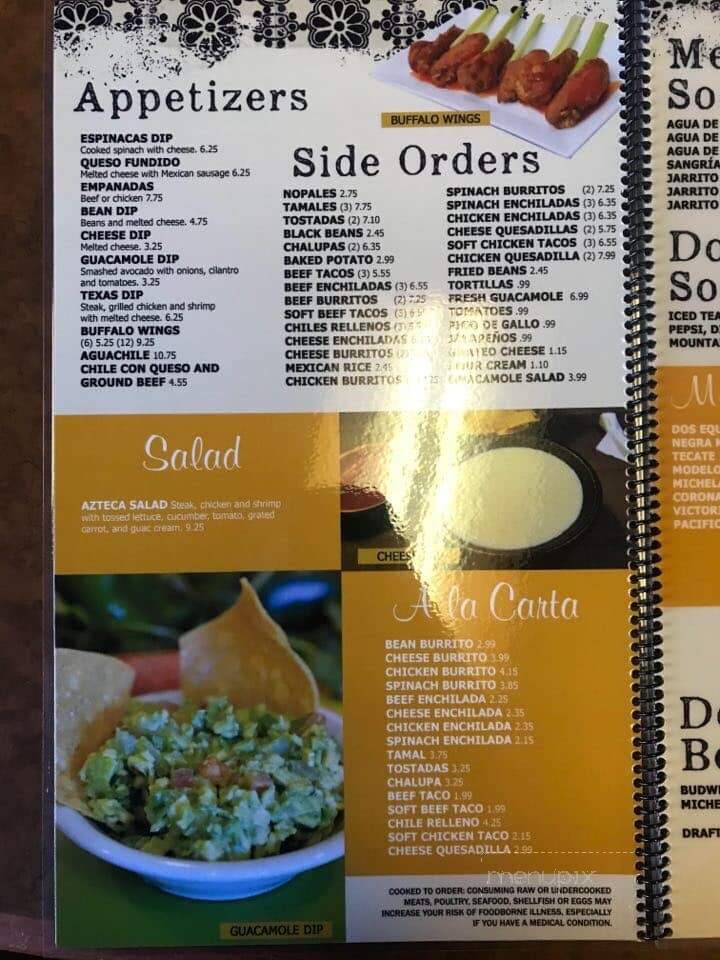 Appetizers
ESPINACAS DIP
Cooked spinach with cheese. 6.25
QUESO FUNDIDO
Melted cheese with Mexican sausage 6.25
EMPANADAS
Beef or chicken 7.75
BEAN DIP
Beans and melted cheese. 4.75
CHEESE DIP
Melted cheese. 3.25
GUACAMOLE DIP
Smashed avocado with onions, cilantro
and tomatoes. 3.25
TEXAS DIP
Steak, grilled chicken and shrimp
with melted cheese. 6.25
BUFFALO WINGS
(6) 5.25 (12) 9.25
AGUACHILE 10.75
CHILE CON QUESO AND
GROUND BEEF 4.55
BUFFALO WINGS
Side Orders
NOPALES 2.75
TAMALES (3) 7.75
TOSTADAS (2) 7.10
BLACK BEANS 2.45
CHALUPAS (2) 6.35
BAKED POTATO 2.99
BEEF TACOS (3) 5.55
BEEF ENCHILADAS (3) 6.55
BEEF BURRITOS (2) 7.25
SOFT BEEF TACOS (3)
CHILES RELLENOS
CHEESE ENCHILADAS
CHEESE BURRITOS
MEXICAN RICE 2.45
CHICKEN BURRITOS
SPINACH BURRITOS (2) 7.25
SPINACH ENCHILADAS (3) 6.35
CHICKEN ENCHILADAS (3) 6.35
CHEESE QUESADILLAS (2) 5.75
SOFT CHICKEN TACOS (3) 6.55
CHICKEN QUESADILLA (2) 7.99
FRIED BEANS 2.45
TORTILLAS .99
FRESH GUACAMOLE 6.99
TOMATOES .99
PICO DE GALLO .99
JALAPEÑOS .99
GRATED CHEESE 1.15
SOUR CREAM 1.10
GUACAMOLE SALAD 3.99
Salad
AZTECA SALAD Steak, chicken and shrimp
with tossed lettuce, cucumber, tomato, grated
carrot, and guac cream. 9.25
CHEES
A la Carta
BEAN BURRITO 2.99
CHEESE BURRITO 3.99
CHICKEN BURRITO 4.15
SPINACH BURRITO 3.85
BEEF ENCHILADA 2.25
CHEESE ENCHILADA 2.35
CHICKEN ENCHILADA 2.35
SPINACH ENCHILADA 2.15
TAMAL 3.75
TOSTADAS 3.25
CHALUPA 3.25
BEEF TACO 1.99
SOFT BEEF TACO 1.99
CHILE RELLENO 4.25
SOFT CHICKEN TACO 2.15
CHEESE QUESADILLA 2.99
menupix
COOKED TO ORDER: CONSUMING RAW OR UNDERCOOKED
MEATS, POULTRY, SEAFOOD, SHELLFISH OR EGGS MAY
INCREASE YOUR RISK OF FOODBORNE ILLNESS, ESPECIALLY
IF YOU HAVE A MEDICAL CONDITION.
GUACAMOLE DIP
Me
So
AGUA DE
AGUA DE
AGUA DE
SANGRÍA
JARRITO
JARRITO
JARRITO
Do
So
ICED TEA
PEPSI, D
MOUNTA
M
DOS EQU
NEGRA
TECATE
MODELO
MICHELA
CORONA
VICTORI
PACIFIC
Do
Be
BUDWE
MICHE
DRAFT